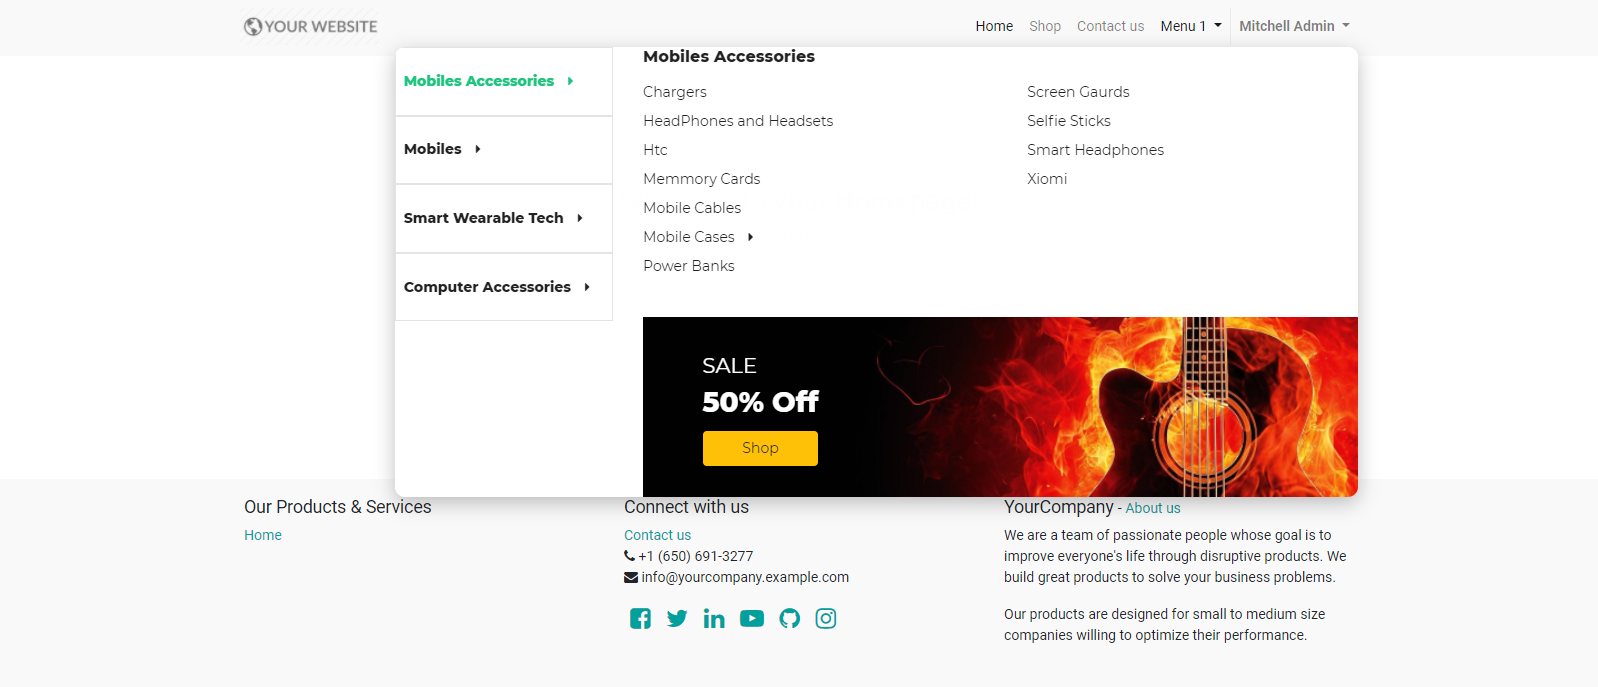 YOUR WEBSITE
Home Shop Contact us Menu 1 Mitchell Admin
Mobiles Accessories
Mobiles
Smart Wearable Tech
Computer Accessories
Mobiles Accessories
Chargers
HeadPhones and Headsets
Htc
Memmory Cards
Mobile Cables
Mobile Cases
Power Banks
Screen Gaurds
Selfie Sticks
Smart Headphones
Xiomi
SALE
50% Off
Shop
Our Products & Services
Home
Connect with us
Contact us
+1 (650) 691-3277
info@yourcompany.example.com
YourCompany - About us
We are a team of passionate people whose goal is to
improve everyone's life through disruptive products. We
build great products to solve your business problems.
Our products are designed for small to medium size
companies willing to optimize their performance.